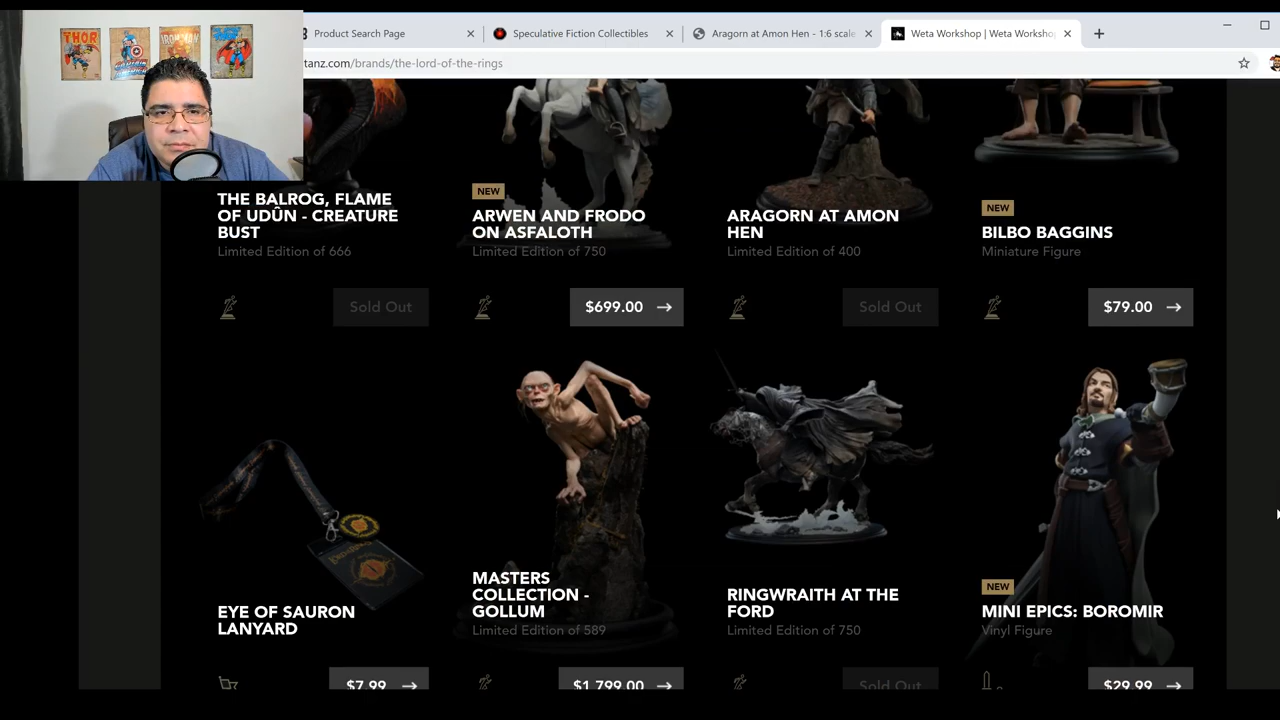 THOR
Product Search Page
Speculative Fiction Collectibles
Aragorn at Amon Hen - 1:6 scale
Weta Workshop | Weta Workshop
tanz.com/brands/the-lord-of-the-rings
THE BALROG, FLAME
OF UDÛN - CREATURE
BUST
Limited Edition of 666
Sold Out
NEW
ARWEN AND FRODO
ON ASFALOTH
Limited Edition of 750
$699.00 →
ARAGORN AT AMON
HEN
Limited Edition of 400
Sold Out
NEW
BILBO BAGGINS
Miniature Figure
$79.00 →
EYE OF SAURON
LANYARD
$7.99 →
MASTERS
COLLECTION -
GOLLUM
Limited Edition of 589
$1,799.00 →
RINGWRAITH AT THE
FORD
Limited Edition of 750
Sold Out
NEW
MINI EPICS: BOROMIR
Vinyl Figure
$29.99 →